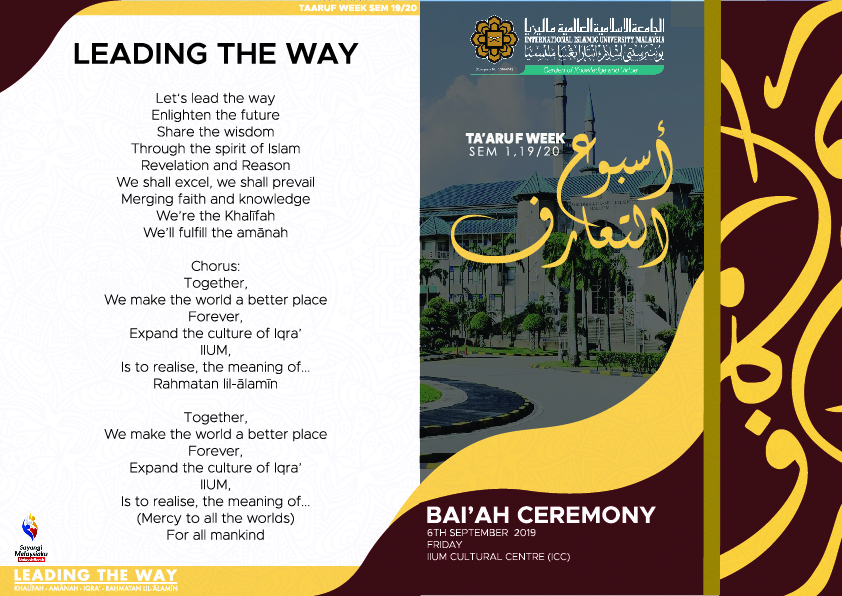 TAARUF WEEK SEM 19/20
LEADING THE WAY
Let's lead the way
Enlighten the future
Share the wisdom
Through the spirit of Islam
Revelation and Reason
We shall excel, we shall prevail
Merging faith and knowledge
We're the Khalīfah
We'll fulfill the amānah
Chorus:
Together,
We make the world a better place
Forever,
Expand the culture of Iqra'
IIUM,
Is to realise, the meaning of...
Rahmatan lil-ālamīn
Together,
We make the world a better place
Forever,
Expand the culture of Iqra'
IIUM,
Is to realise, the meaning of...
(Mercy to all the worlds)
For all mankind
Sayangi
Malaysiaku
LEADING THE WAY
KHALĪFAH - AMĀNAH - IQRA' - RAHMATAN LIL-ĀLAMĪN
الجامعة الإسلامية العالمية ماليزيا
INTERNATIONAL ISLAMIC UNIVERSITY MALAYSIA
Garden of Knowledge and Virtue
TA'ARUF WEEK
SEM 1,19/20
أسبوع
التعارف
BAI'AH CEREMONY
6TH SEPTEMBER 2019
FRIDAY
IIUM CULTURAL CENTRE (ICC)